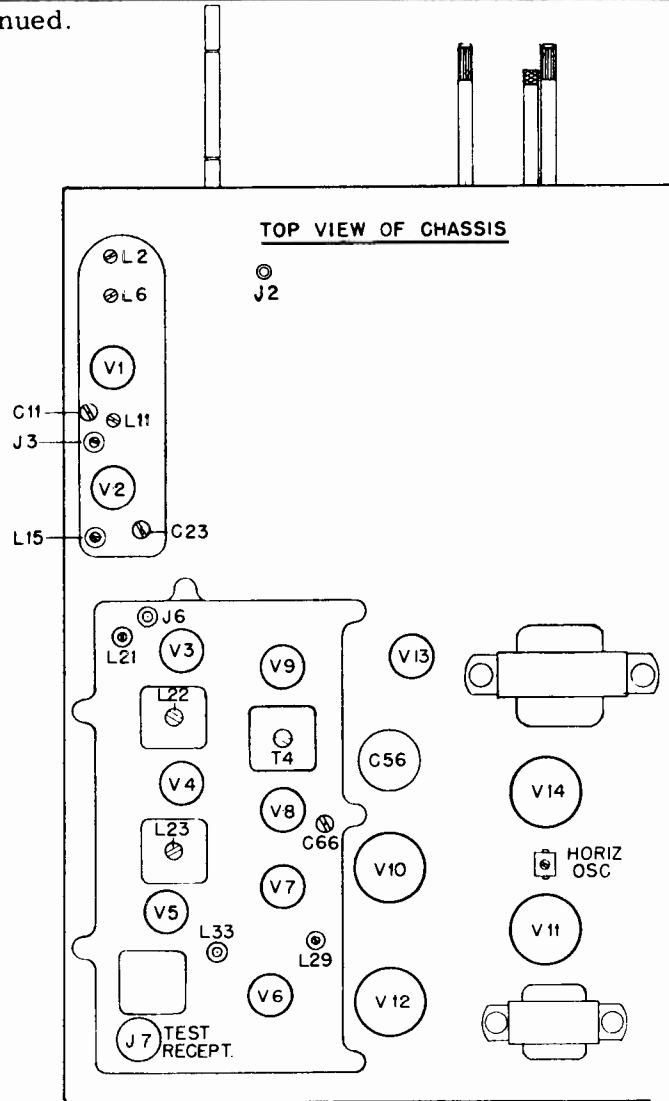 nued.
TOP VIEW OF CHASSIS
L2
J2
L6
V1
C11
L11
J3
V2
L15
C23
J6
L21
V3
V9
V13
L22
T4
C56
V4
V8
V14
L23
C66
V10
HORIZ
OSC
V7
V5
L33
L29
V11
V6
V12
J7
TEST
RECEPT.